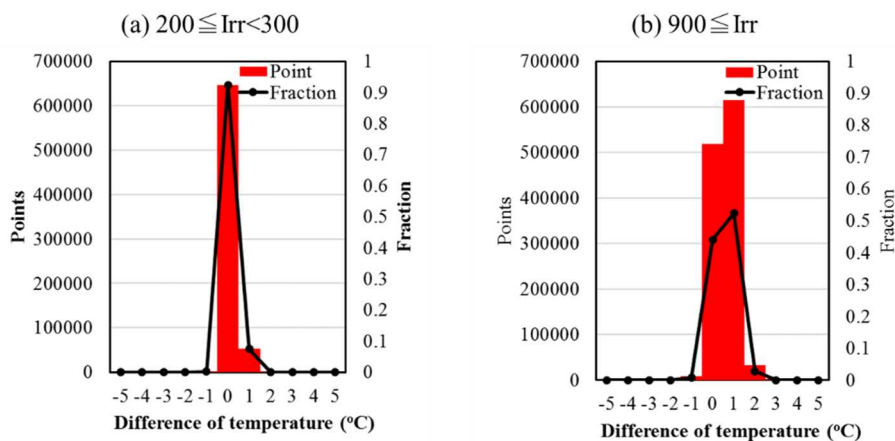 (a) 200≦Irr<300
700000
600000
500000
400000
300000
200000
100000
0
Points
1
0.9
0.8
0.7
0.6
0.5
0.4
0.3
0.2
0.1
0
Fraction
Point
Fraction
-5 -4 -3 -2 -1 0 1 2 3 4 5
Difference of temperature (°C)
(b) 900≦Irr
700000
600000
500000
400000
300000
200000
100000
0
Points
1
0.9
0.8
0.7
0.6
0.5
0.4
0.3
0.2
0.1
0
Fraction
Point
Fraction
-5 -4 -3 -2 -1 0 1 2 3 4 5
Difference of temperature (°C)